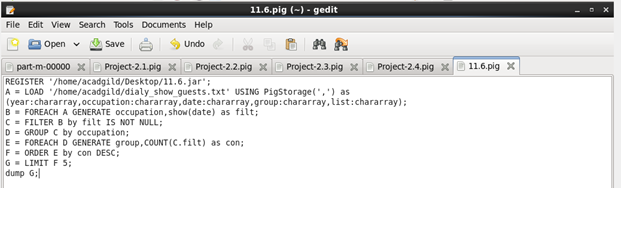 11.6.pig (~) - gedit
File Edit View Search Tools Documents Help
Open Save Undo
part-m-00000 Project-2.1.pig Project-2.2.pig Project-2.3.pig Project-2.4.pig 11.6.pig
REGISTER '/home/acadgild/Desktop/11.6.jar';
A = LOAD '/home/acadgild/dialy_show_guests.txt' USING PigStorage(',') as
(year:chararray,occupation:chararray,date:chararray,group:chararray,list:chararray);
B = FOREACH A GENERATE occupation,show(date) as filt;
C = FILTER B by filt IS NOT NULL;
D = GROUP C by occupation;
E = FOREACH D GENERATE group,COUNT(C.filt) as con;
F = ORDER E by con DESC;
G = LIMIT F 5;
dump G;